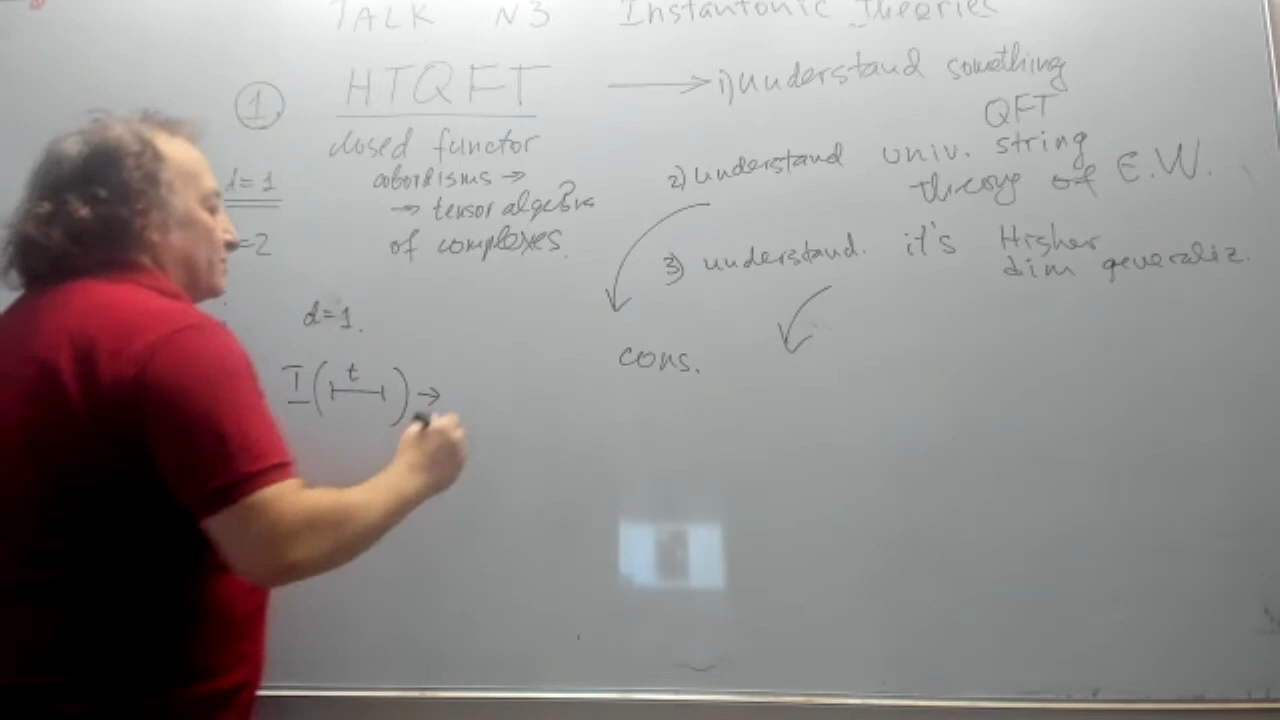 TALK N3 Instantonic Theories
① HTQFT → 1) understand something
QFT
closed functor
cobordisms →
→ tensor algebra
of complexes.
d=1
=2
2) understand univ. string
theory of E.W.
3) understand. it's Higher
dim generaliz.
d=1.
cons.
I(t) →